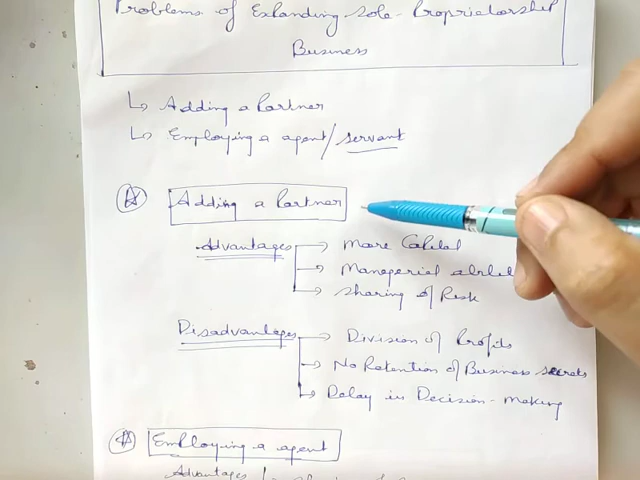 Problems of Expanding Sole-Proprietorship
Business
↳ Adding a Partner
↳ Employing a agent/servant
Adding a Partner
Advantages → More Capital
→ Managerial
→ Sharing of Risk
Disadvantages → Division of Profits
→ No Retention of Business secrets
→ Delay in Decision-Making
Employing a agent
Advantages